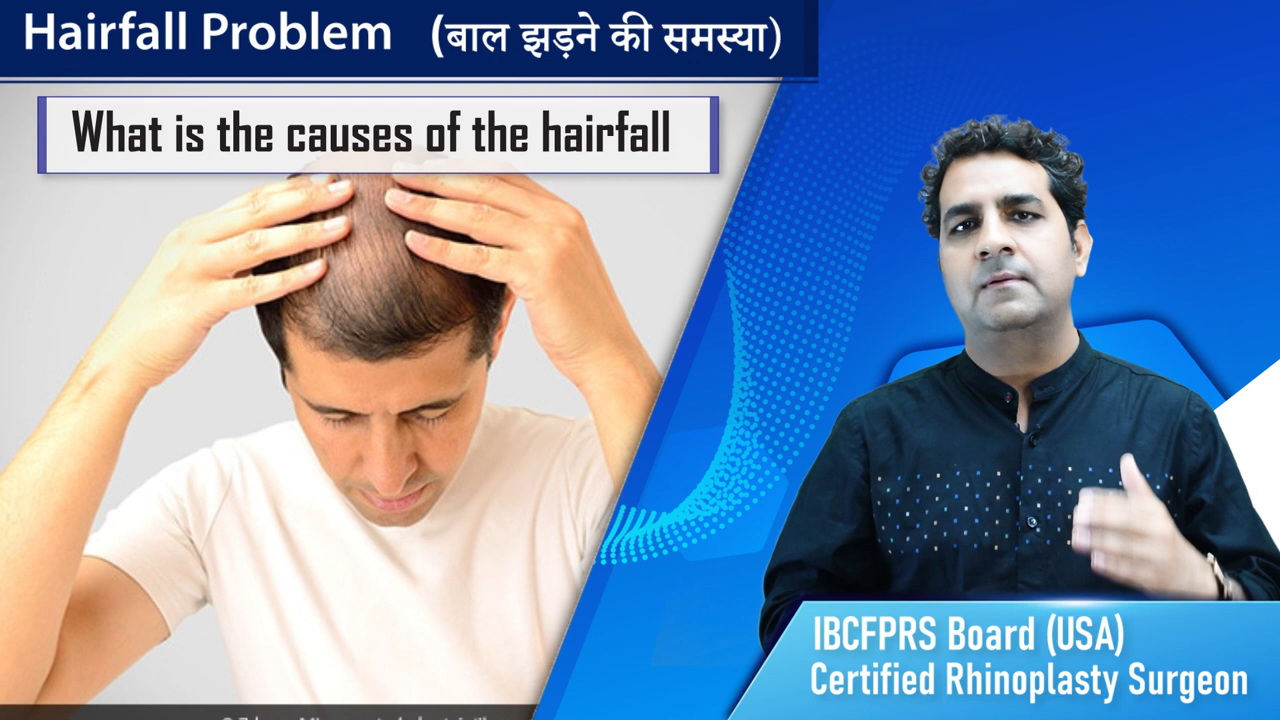 Hairfall Problem (बाल झड़ने की समस्या)
What is the causes of the hairfall
IBCFPRS Board (USA)
Certified Rhinoplasty Surgeon